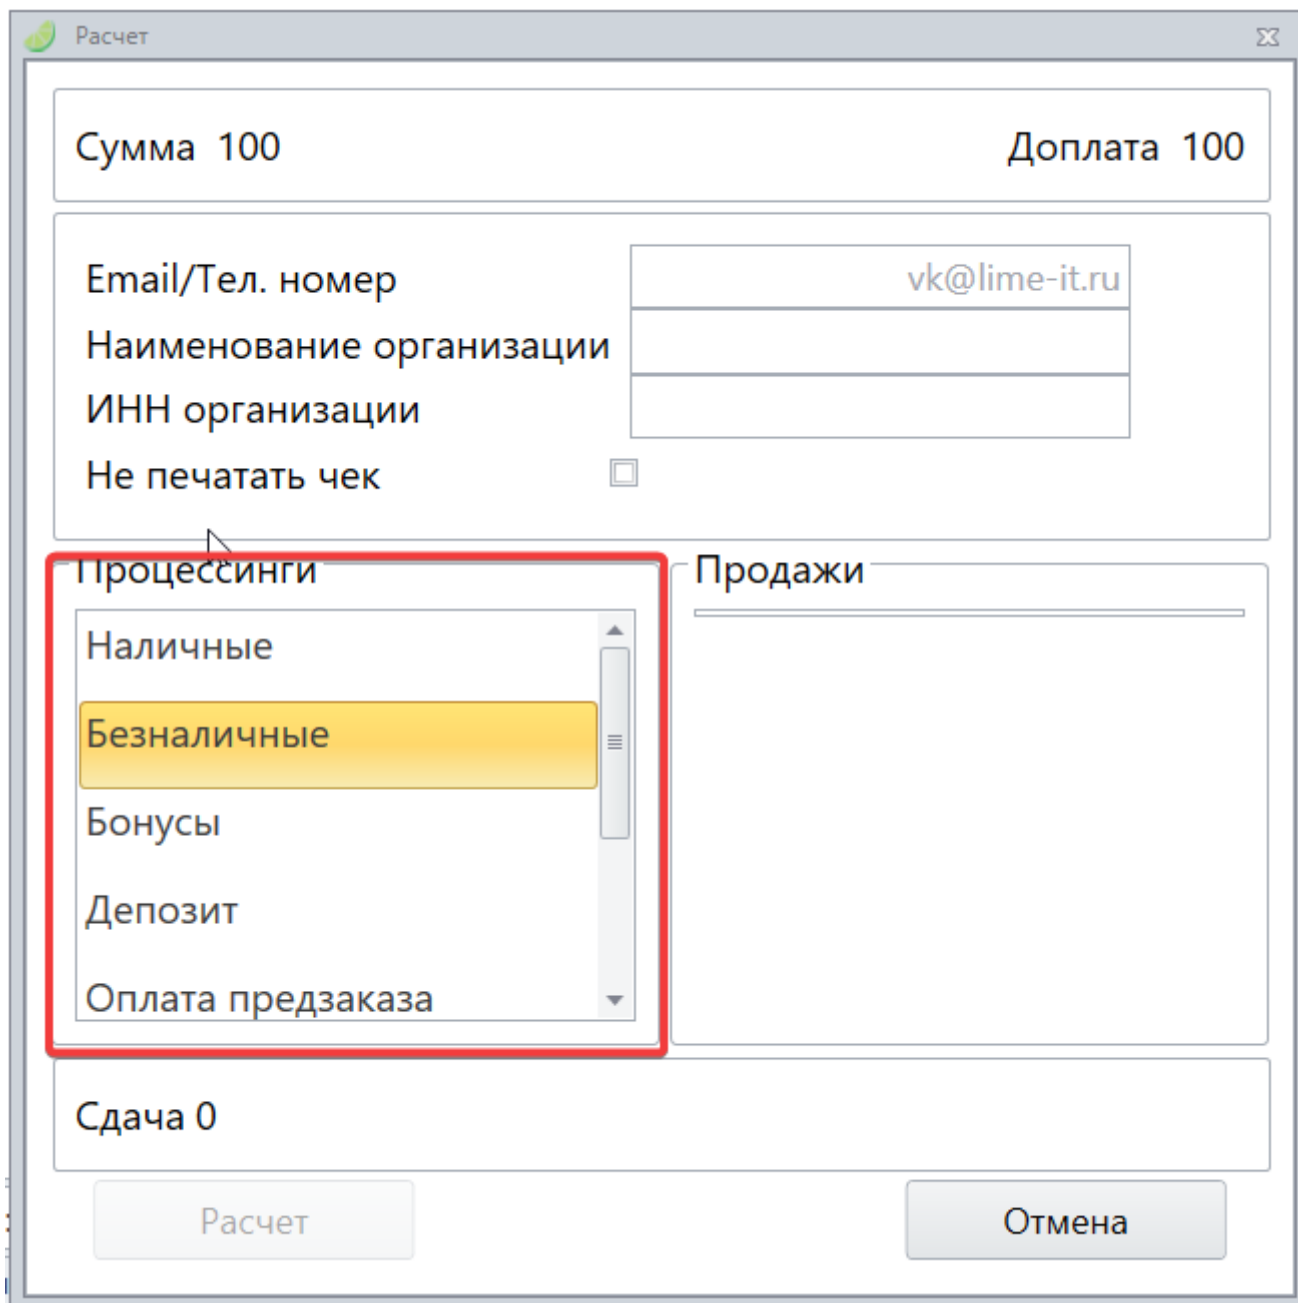 Расчет
Сумма 100
Доплата 100
Email/Тел. номер
vk@lime-it.ru
Наименование организации
ИНН организации
Не печатать чек
Процессинги
Наличные
Безналичные
Бонусы
Депозит
Оплата предзаказа
Продажи
Сдача 0
Расчет
Отмена